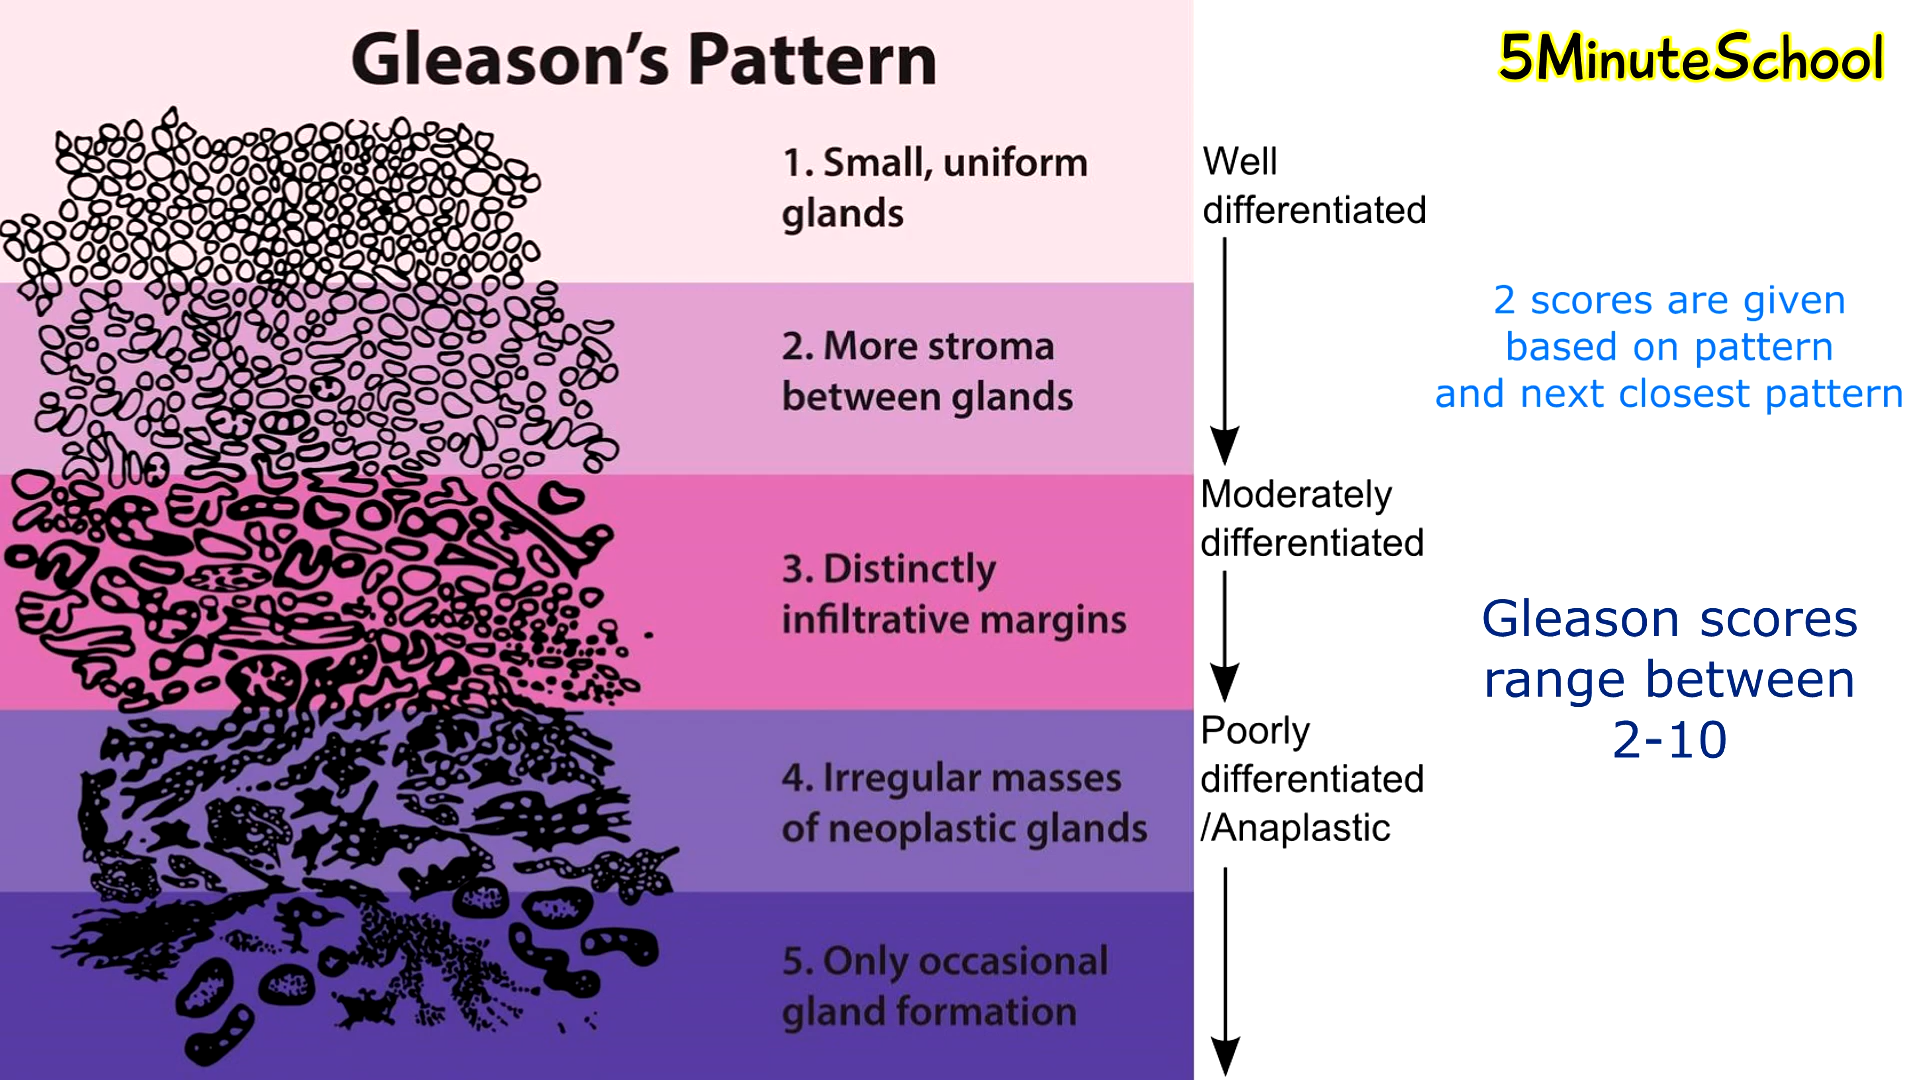 Gleason's Pattern
5MinuteSchool
1. Small, uniform
glands
Well
differentiated
2. More stroma
between glands
2 scores are given
based on pattern
and next closest pattern
3. Distinctly
infiltrative margins
Moderately
differentiated
Gleason scores
range between
2-10
4. Irregular masses
of neoplastic glands
Poorly
differentiated
/Anaplastic
5. Only occasional
gland formation